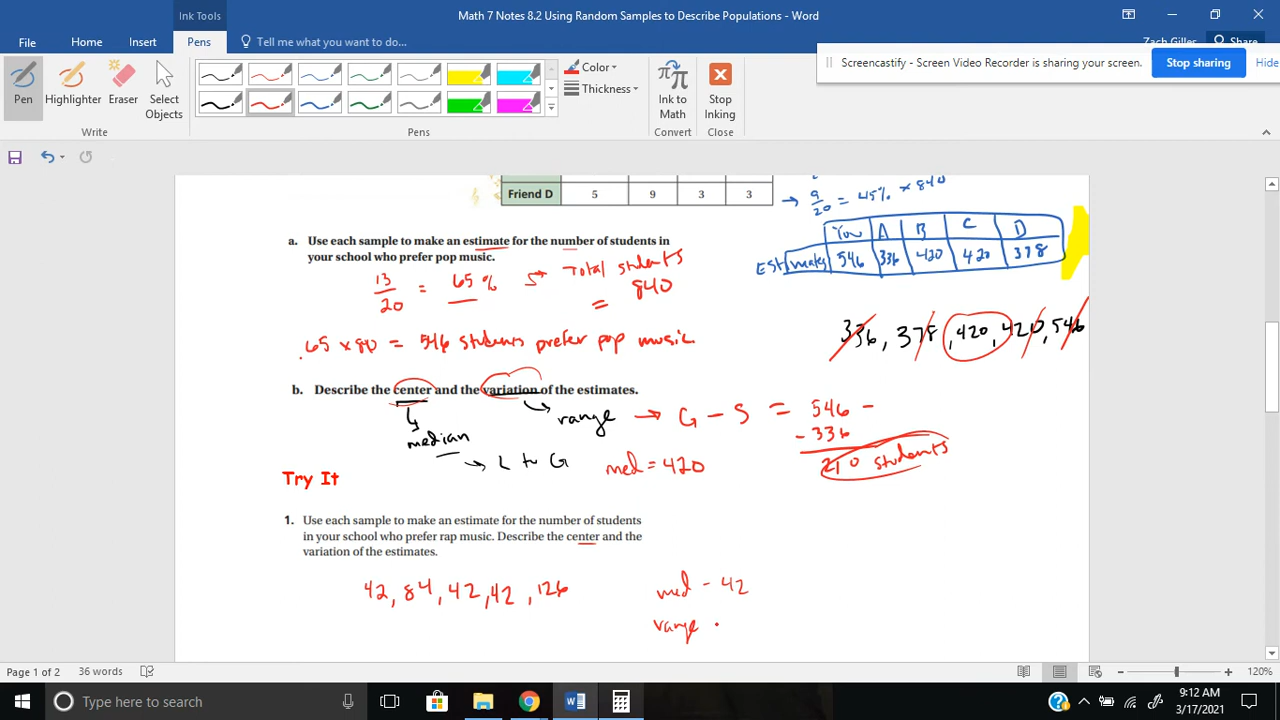 Ink Tools
Math 7 Notes 8.2 Using Random Samples to Describe Populations - Word
Zach Gilles
File Home Insert Pens Tell me what you want to do... Share
Screencastify - Screen Video Recorder is sharing your screen. Stop sharing Hide
Pen Highlighter Eraser Select Objects
Color
Thickness
Ink to Math
Stop Inking
Write Pens Convert Close
Friend D 5 9 3 3
→ 9/20 = 45% × 840
You A B C D
Estimates 546 336 420 420 378
a. Use each sample to make an estimate for the number of students in
your school who prefer pop music.
13/20 = 65% Total students
= 840
336, 378, 420, 420, 546
.65 × 80 = 546 students prefer pop music.
b. Describe the center and the variation of the estimates.
range → G - S = 546 -
- 336
210 students
median
→ L to G med = 420
Try It
1. Use each sample to make an estimate for the number of students
in your school who prefer rap music. Describe the center and the
variation of the estimates.
42, 84, 42, 42, 126
med - 42
range
Page 1 of 2 36 words 120%
Type here to search
9:12 AM
3/17/2021